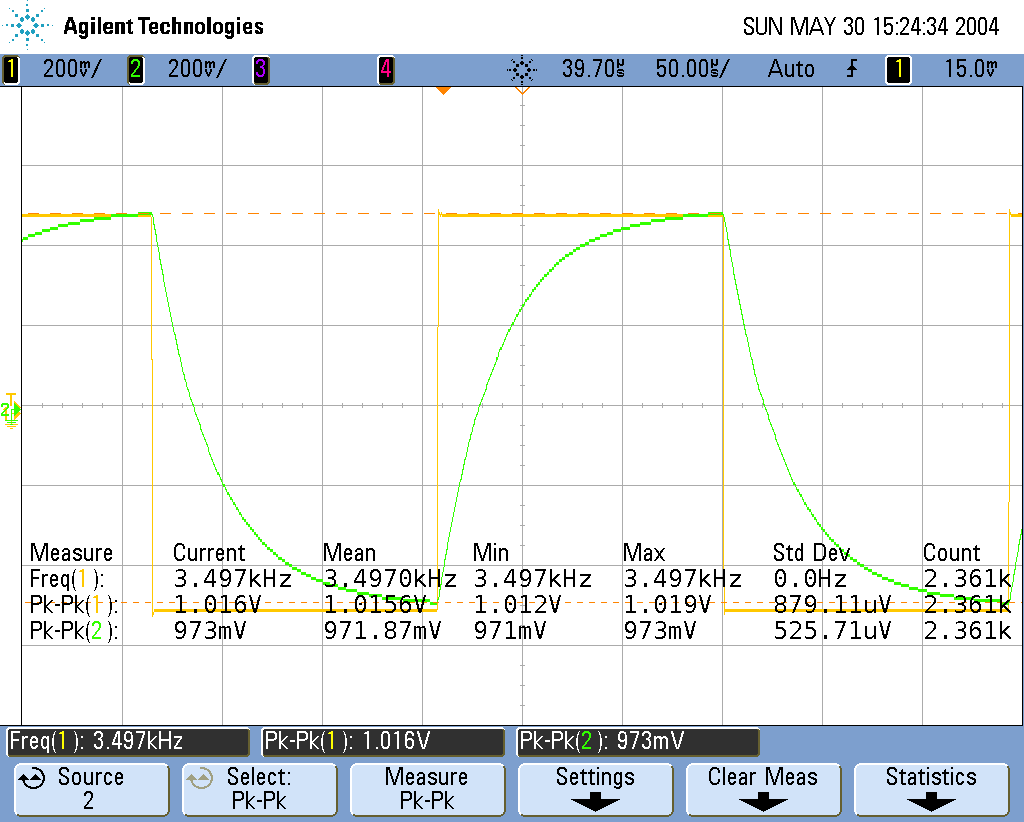 Agilent Technologies SUN MAY 30 15:24:34 2004
1 200mV/ 2 200mV/ 3 4 39.70µs 50.00µs/ Auto 1 15.0mV
2
Measure Current Mean Min Max Std Dev Count
Freq(1): 3.497kHz 3.4970kHz 3.497kHz 3.497kHz 0.0Hz 2.361k
Pk-Pk(1): 1.016V 1.0156V 1.012V 1.019V 879.11uV 2.361k
Pk-Pk(2): 973mV 971.87mV 971mV 973mV 525.71uV 2.361k
Freq(1): 3.497kHz Pk-Pk(1): 1.016V Pk-Pk(2): 973mV
Source Select: Measure Settings Clear Meas Statistics
2 Pk-Pk Pk-Pk